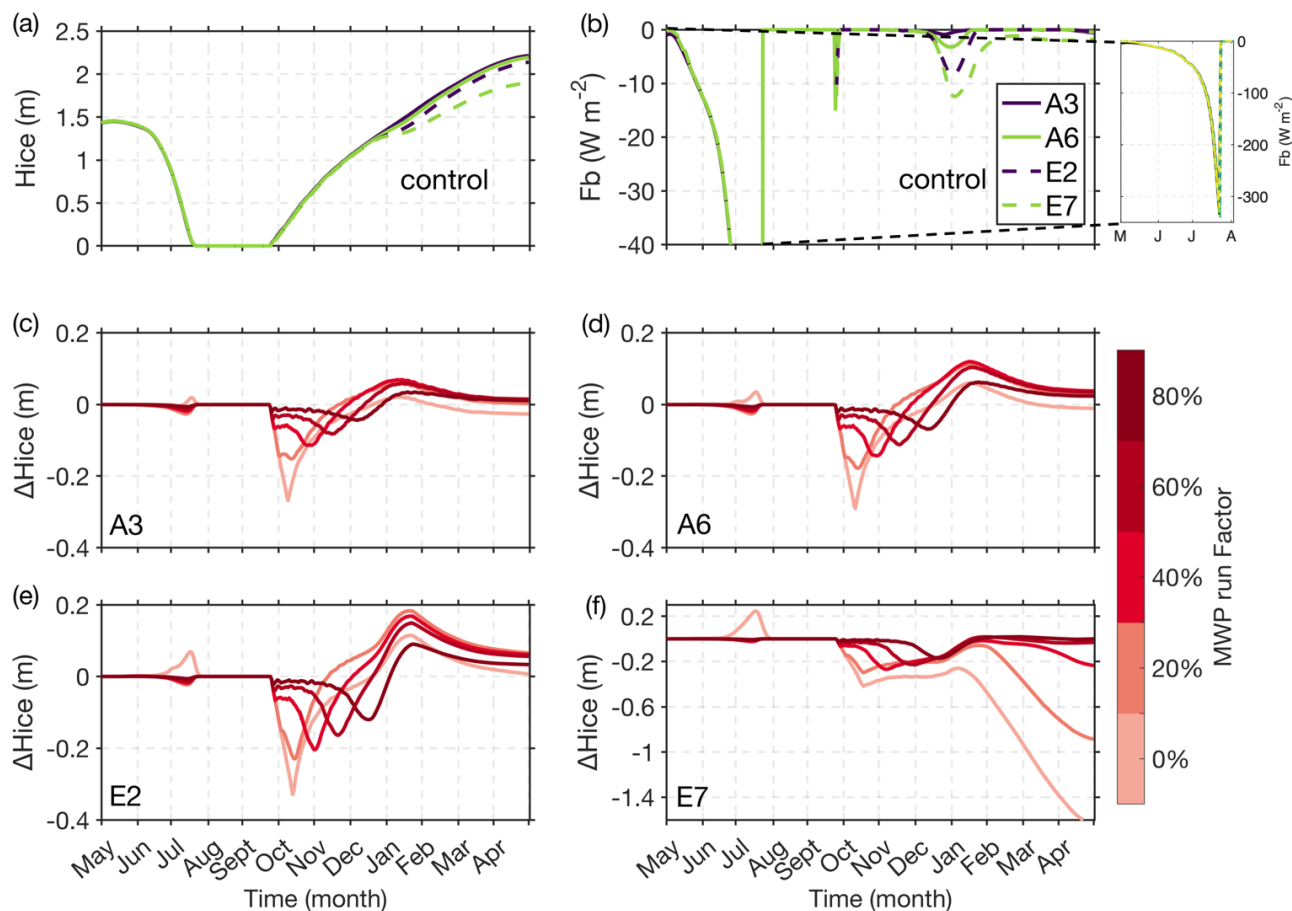 (a)
2.5
2
1.5
1
0.5
0
Hice (m)
control
(b)
0
-10
-20
-30
-40
Fb (W m⁻²)
control
A3
A6
E2
E7
0
-100
-200
-300
Fb (W m⁻²)
M J J A
(c)
0.2
0
-0.2
-0.4
ΔHice (m)
A3
(d)
0.2
0
-0.2
-0.4
ΔHice (m)
A6
(e)
0.2
0
-0.2
-0.4
ΔHice (m)
E2
May Jun Jul Aug Sept Oct Nov Dec Jan Feb Mar Apr
Time (month)
(f)
0.2
-0.2
-0.6
-1
-1.4
ΔHice (m)
E7
May Jun Jul Aug Sept Oct Nov Dec Jan Feb Mar Apr
Time (month)
80%
60%
40%
20%
0%
MWP run Factor